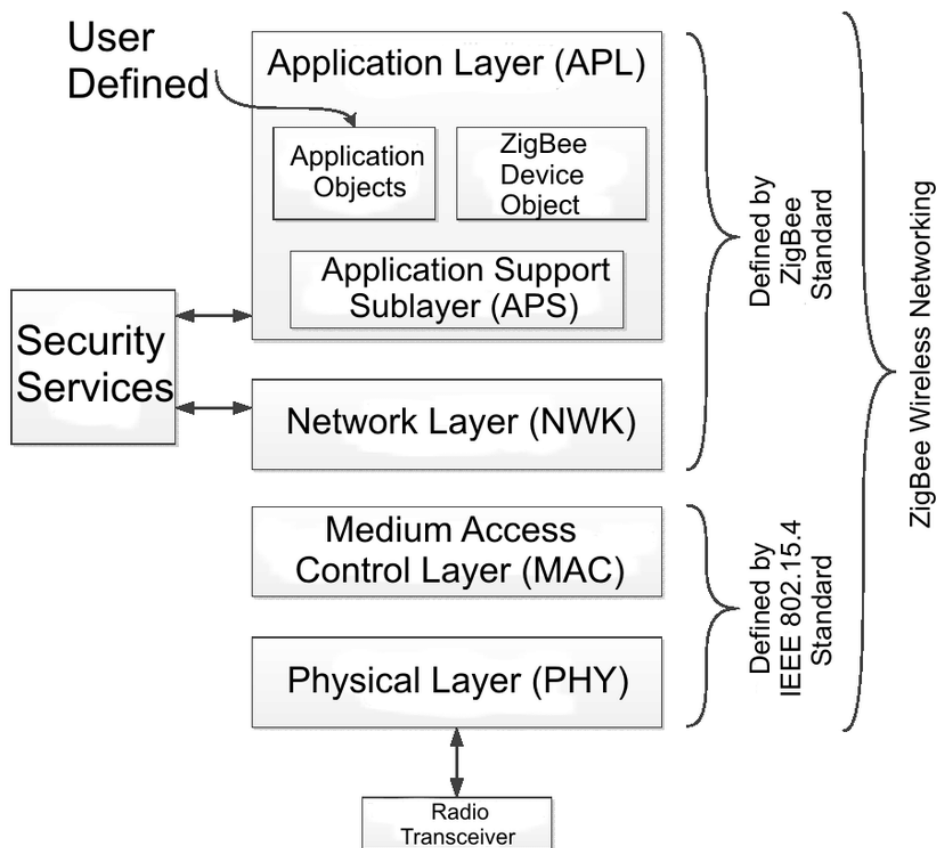 User
Defined
Application Layer (APL)
Application
Objects
ZigBee
Device
Object
Application Support
Sublayer (APS)
Security
Services
Network Layer (NWK)
Medium Access
Control Layer (MAC)
Physical Layer (PHY)
Radio
Transceiver
Defined by
ZigBee
Standard
Defined by
IEEE 802.15.4
Standard
ZigBee Wireless Networking